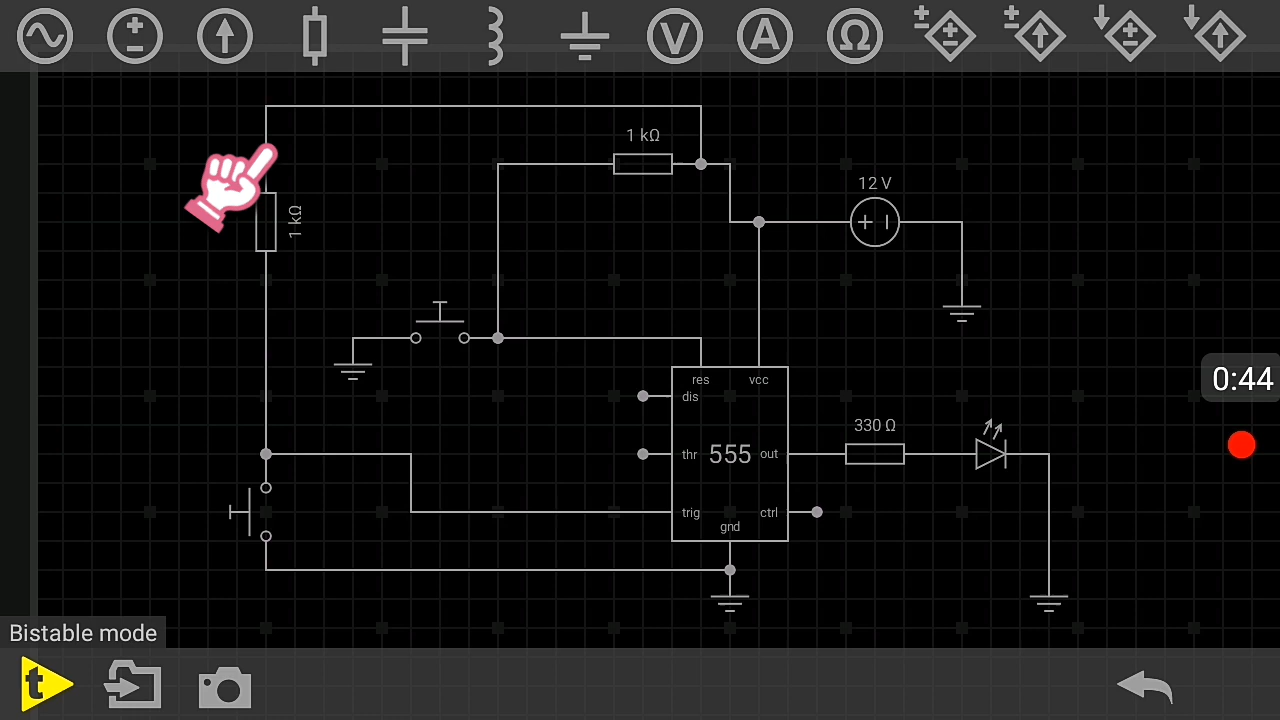 V
A
Ω
1 kΩ
12 V
1 kΩ
0:44
res
vcc
dis
330 Ω
thr
555
out
trig
ctrl
gnd
Bistable mode
t